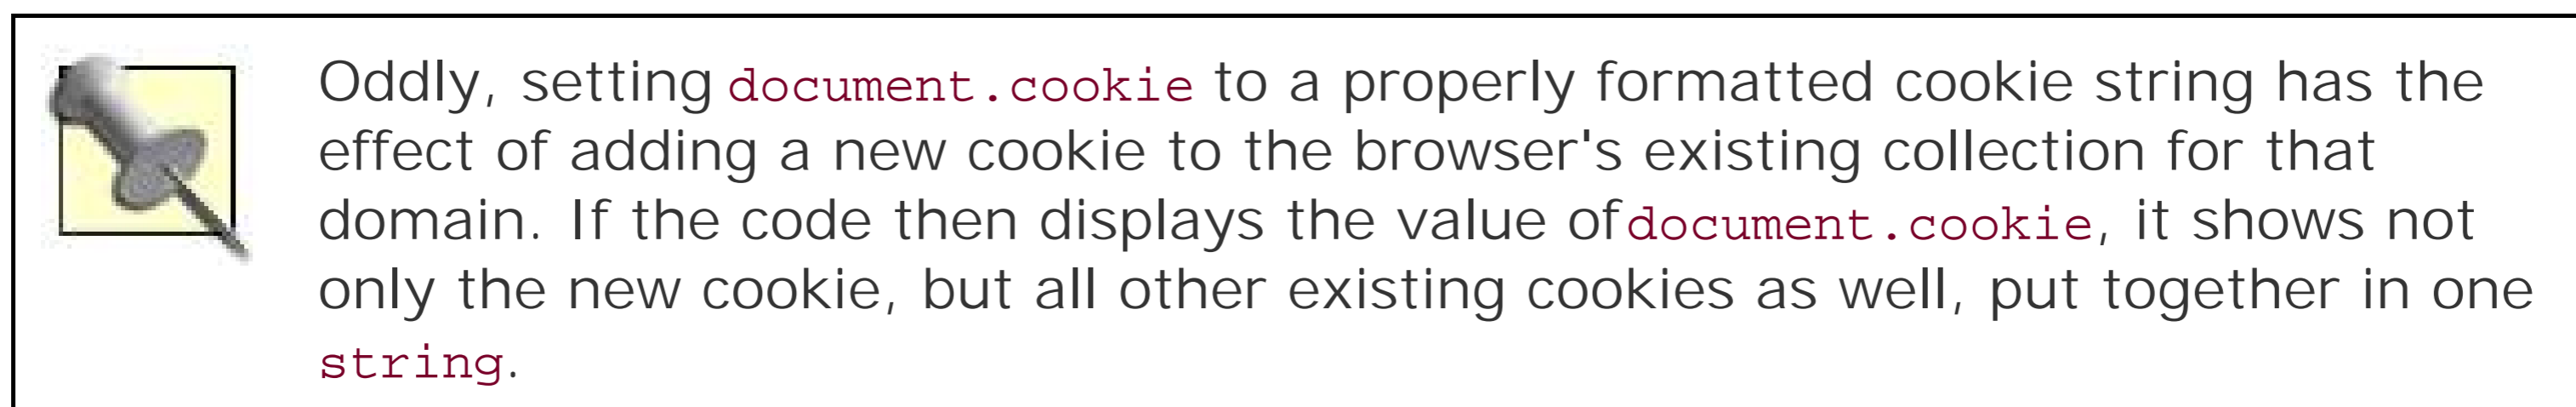 Oddly, setting document.cookie to a properly formatted cookie string has the
effect of adding a new cookie to the browser's existing collection for that
domain. If the code then displays the value of document.cookie, it shows not
only the new cookie, but all other existing cookies as well, put together in one
string.